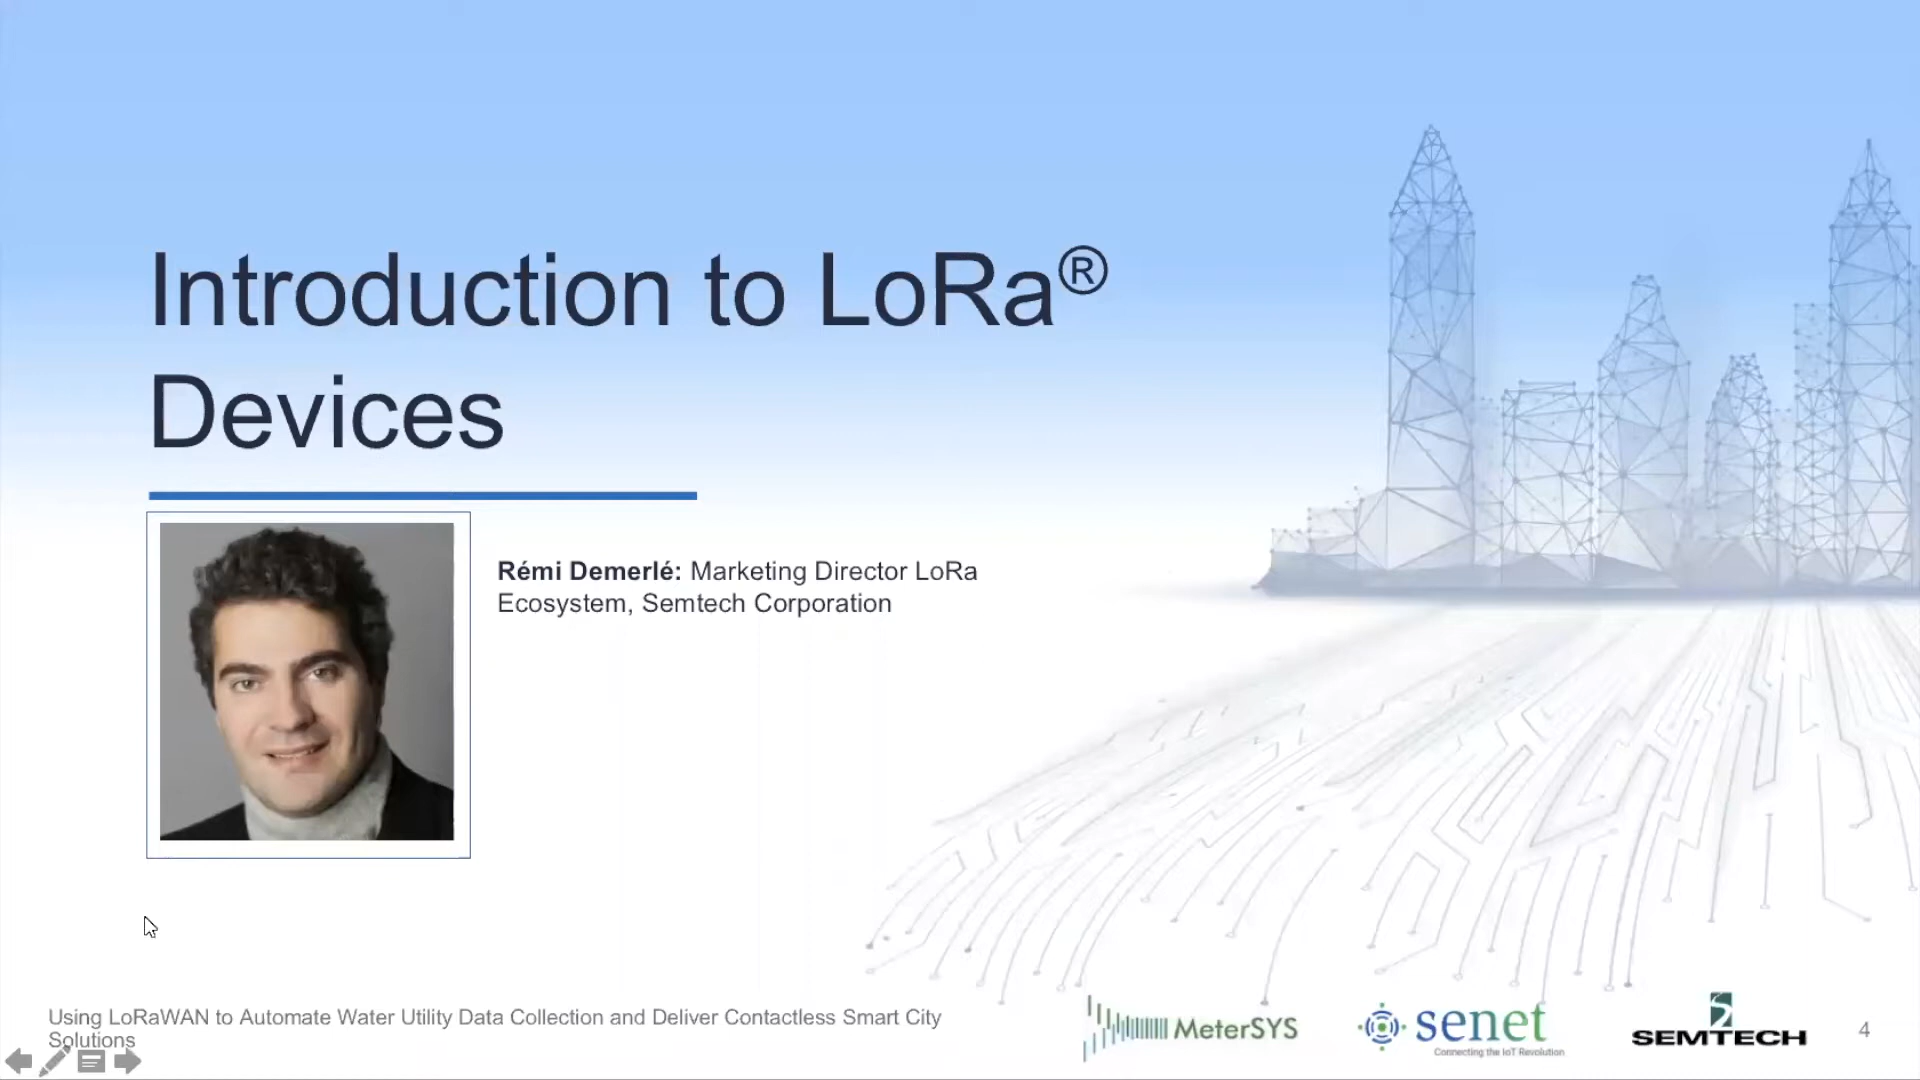 Introduction to LoRa®
Devices
Rémi Demerlé: Marketing Director LoRa
Ecosystem, Semtech Corporation
Using LoRaWAN to Automate Water Utility Data Collection and Deliver Contactless Smart City
Solutions
MeterSYS
senet
Connecting the IoT Revolution
SEMTECH
4